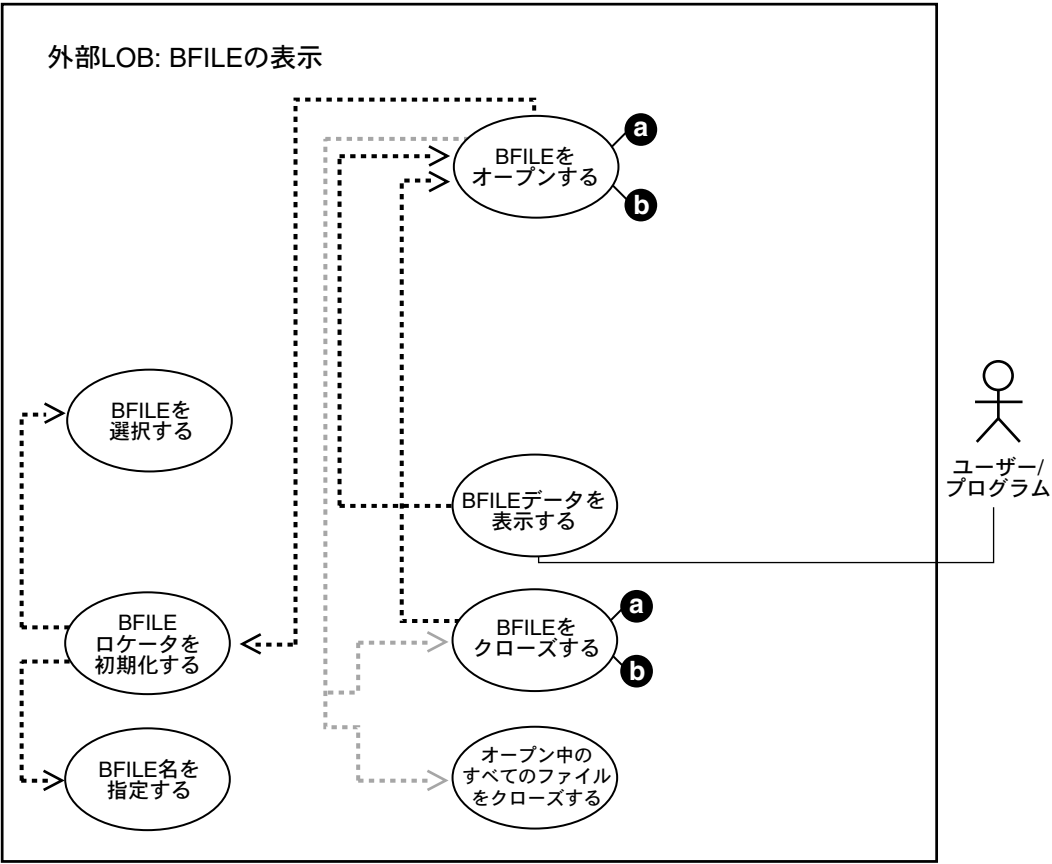 外部LOB: BFILEの表示
a
BFILEを
オープンする
b
BFILEを
選択する
ユーザー/
プログラム
BFILEデータを
表示する
a
BFILE
ロケータを
初期化する
BFILEを
クローズする
b
BFILE名を
指定する
オープン中の
すべてのファイル
をクローズする